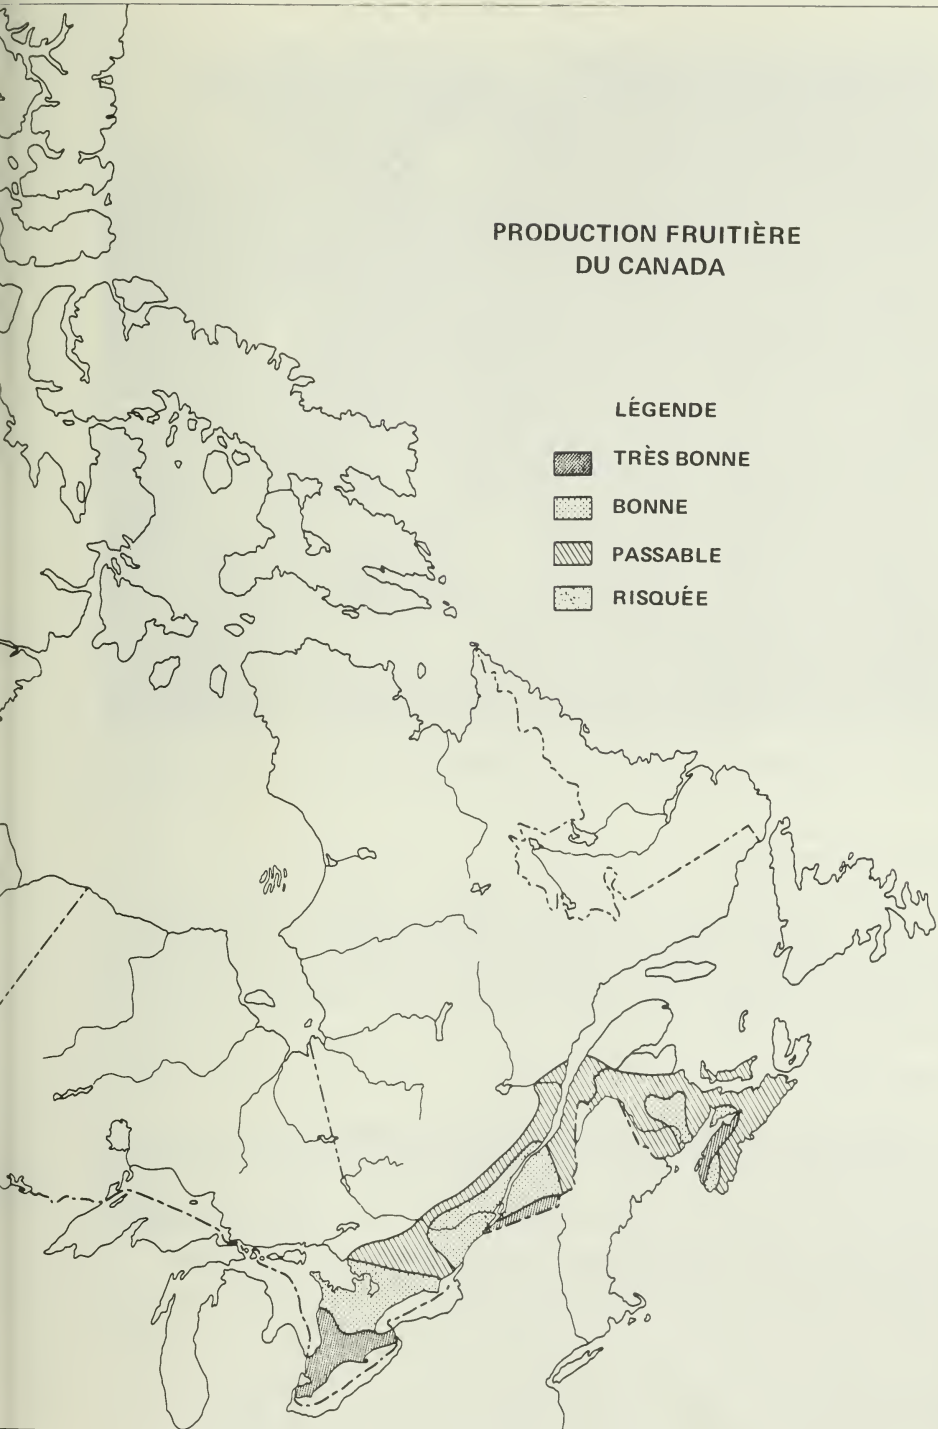 PRODUCTION FRUITIÈRE
DU CANADA
LÉGENDE
TRÈS BONNE
BONNE
PASSABLE
RISQUÉE